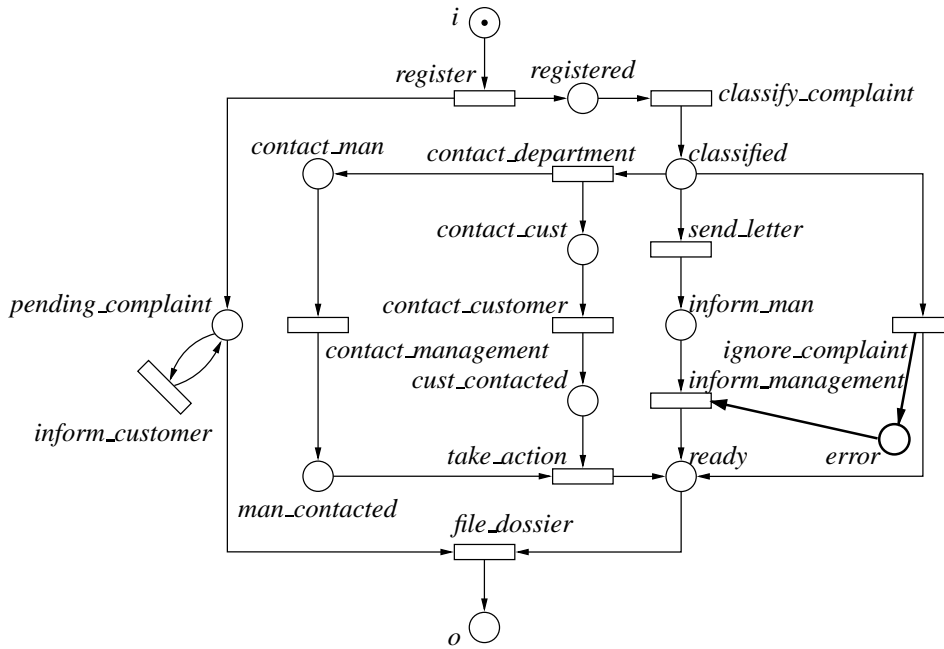 i
register
registered
classify_complaint
contact_man
contact_department
classified
contact_cust
send_letter
pending_complaint
contact_customer
inform_man
contact_management
ignore_complaint
cust_contacted
inform_management
inform_customer
take_action
ready
error
man_contacted
file_dossier
o